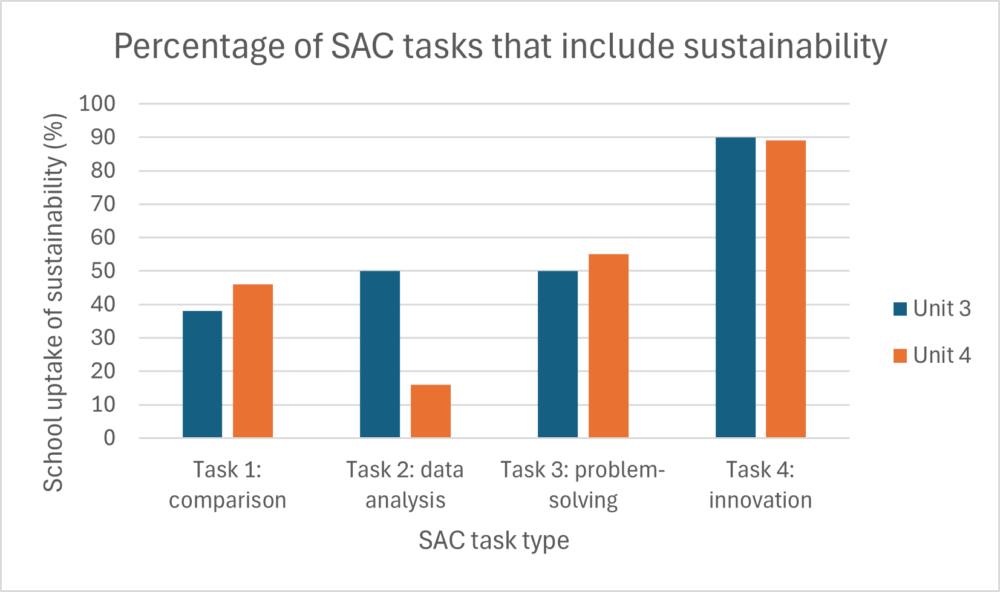 Percentage of SAC tasks that include sustainability
School uptake of sustainability (%)
100
90
80
70
60
50
40
30
20
10
0
Task 1:
comparison
Task 2: data
analysis
Task 3: problem-
solving
Task 4:
innovation
SAC task type
Unit 3
Unit 4